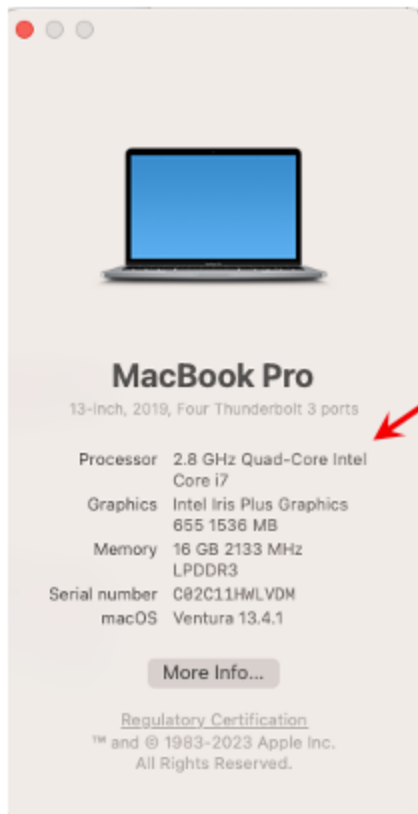 MacBook Pro
13-inch, 2019, Four Thunderbolt 3 ports
Processor 2.8 GHz Quad-Core Intel
Core i7
Graphics Intel Iris Plus Graphics
655 1536 MB
Memory 16 GB 2133 MHz
LPDDR3
Serial number C02C11HWLVDM
macOS Ventura 13.4.1
More Info...
Regulatory Certification
™ and © 1983-2023 Apple Inc.
All Rights Reserved.